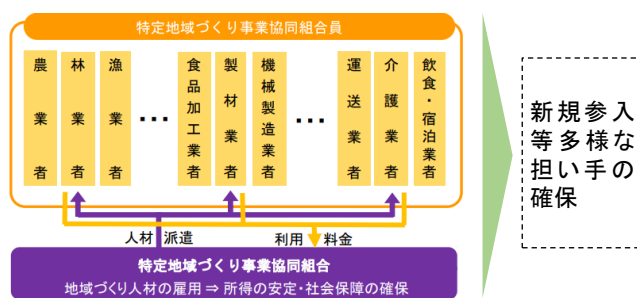 特定地域づくり事業協同組合員
農業者
林業者
漁業者
・・・
食品加工業者
製材業者
機械製造業者
・・・
運送業者
介護業者
飲食・宿泊業者
人材 派遣
利用 料金
特定地域づくり事業協同組合
地域づくり人材の雇用 ⇒ 所得の安定・社会保障の確保
新規参入
等多様な
担い手の
確保